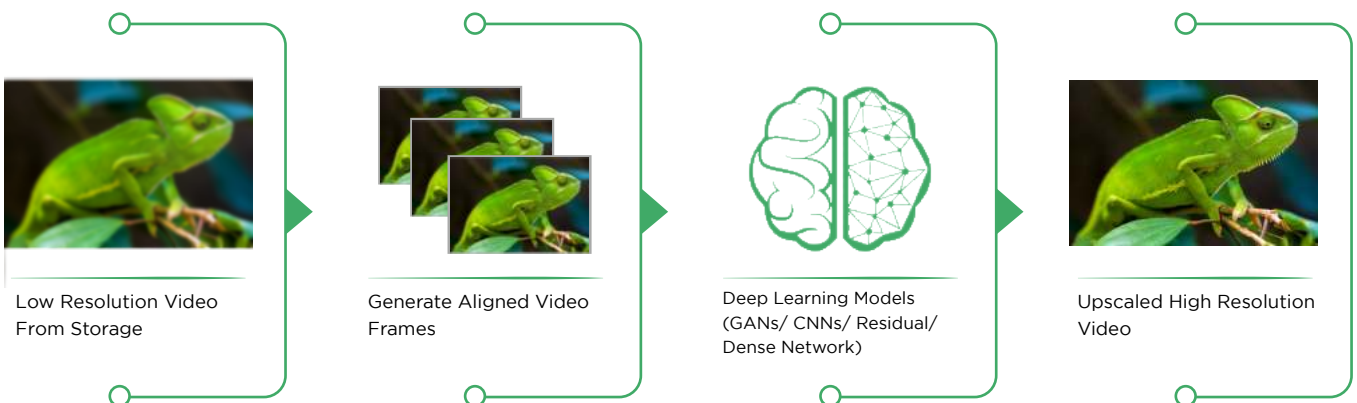 Low Resolution Video
From Storage
Generate Aligned Video
Frames
Deep Learning Models
(GANs/ CNNs/ Residual/
Dense Network)
Upscaled High Resolution
Video